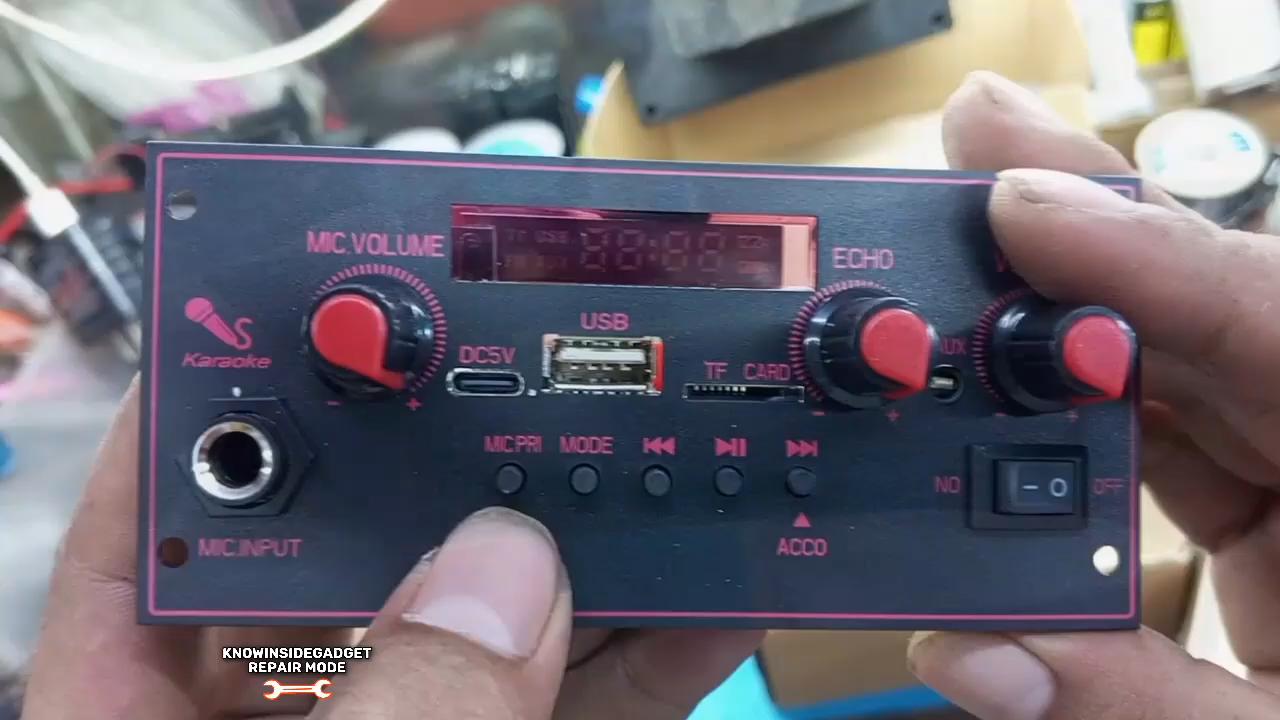 MIC.VOLUME
ECHO
Karaoke
USB
DC5V
TF CARD
UX
- +
- +
- +
MIC.PRI MODE
NO
OFF
MIC.INPUT
ACCO
KNOWINSIDEGADGET
REPAIR MODE